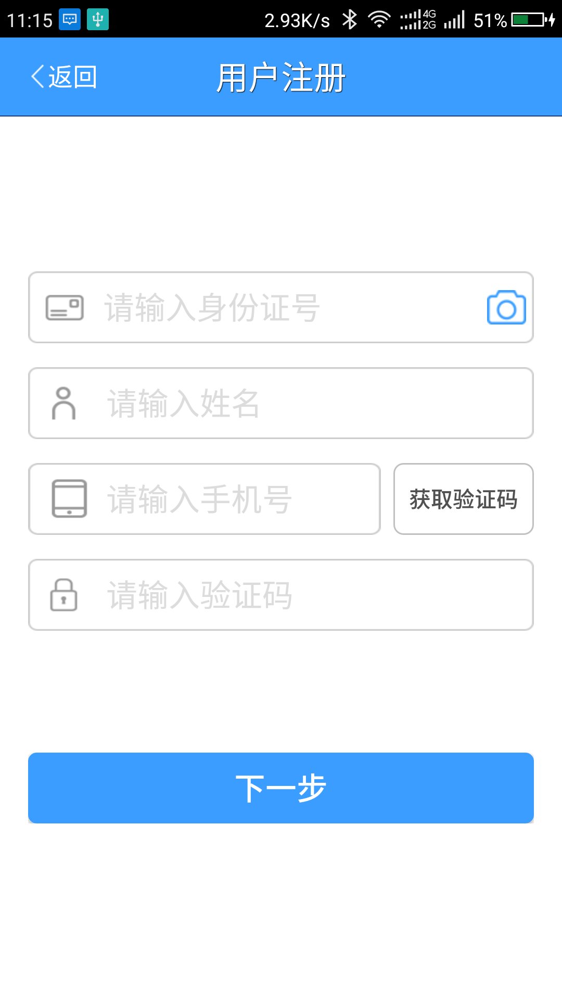 11:15 2.93K/s 4G 2G 51%
返回 用户注册
请输入身份证号
请输入姓名
请输入手机号 获取验证码
请输入验证码
下一步